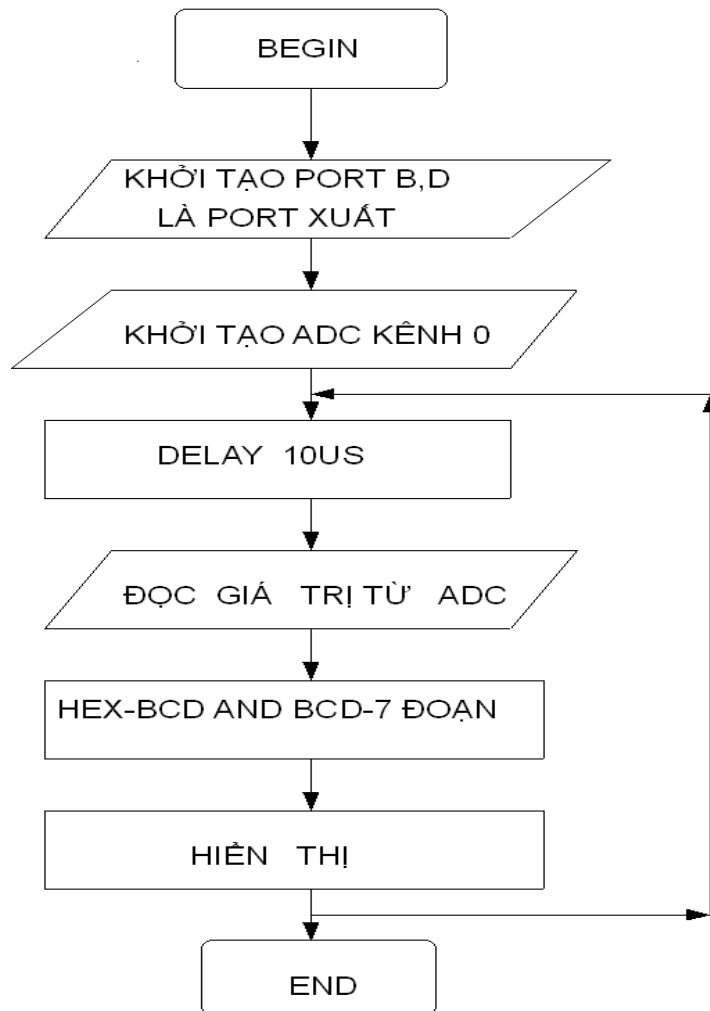 BEGIN
KHỞI TẠO PORT B,D
LÀ PORT XUẤT
KHỞI TẠO ADC KÊNH 0
DELAY 10US
ĐỌC GIÁ TRỊ TỪ ADC
HEX-BCD AND BCD-7 ĐOẠN
HIỂN THỊ
END